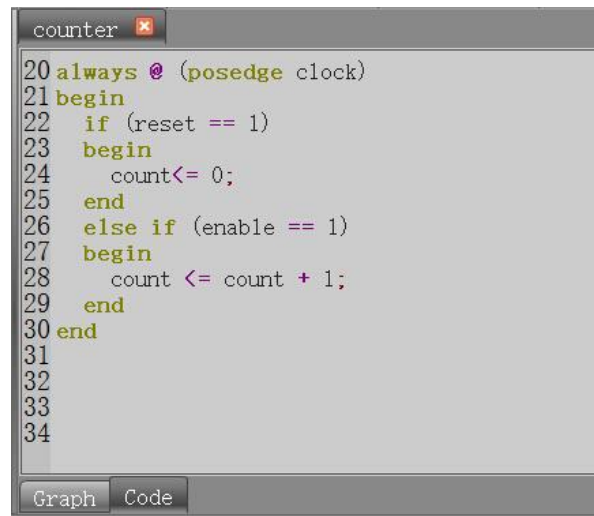 counter
20 always @ (posedge clock)
21 begin
22 if (reset == 1)
23 begin
24 count<= 0;
25 end
26 else if (enable == 1)
27 begin
28 count <= count + 1;
29 end
30 end
31
32
33
34
Graph Code